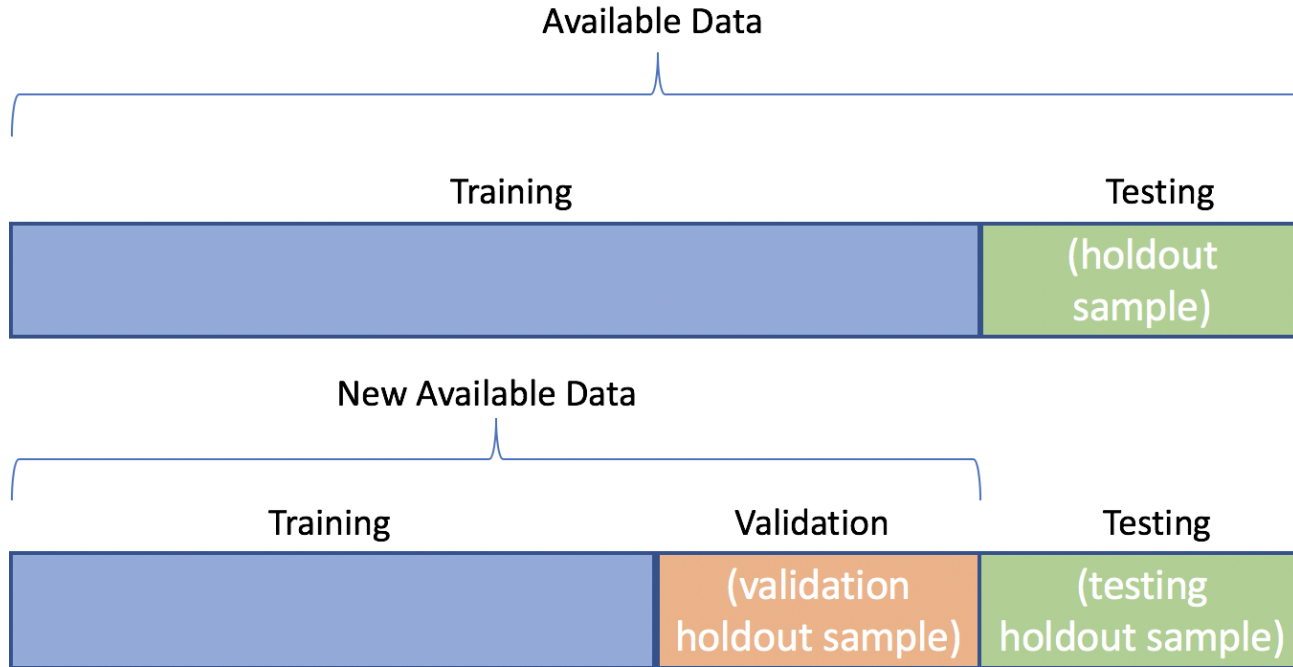 Available Data
Training
Testing
(holdout
sample)
New Available Data
Training
Validation
Testing
(validation
holdout sample)
(testing
holdout sample)